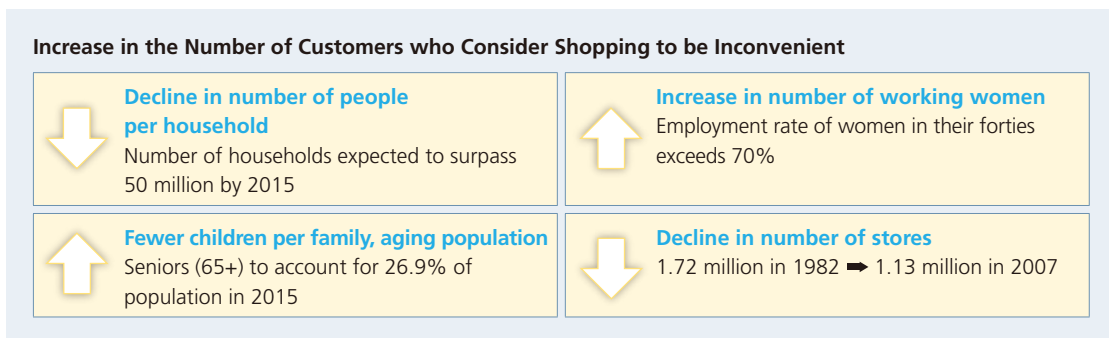 Increase in the Number of Customers who Consider Shopping to be Inconvenient
Decline in number of people
per household
Number of households expected to surpass
50 million by 2015
Increase in number of working women
Employment rate of women in their forties
exceeds 70%
Fewer children per family, aging population
Seniors (65+) to account for 26.9% of
population in 2015
Decline in number of stores
1.72 million in 1982 ➡ 1.13 million in 2007